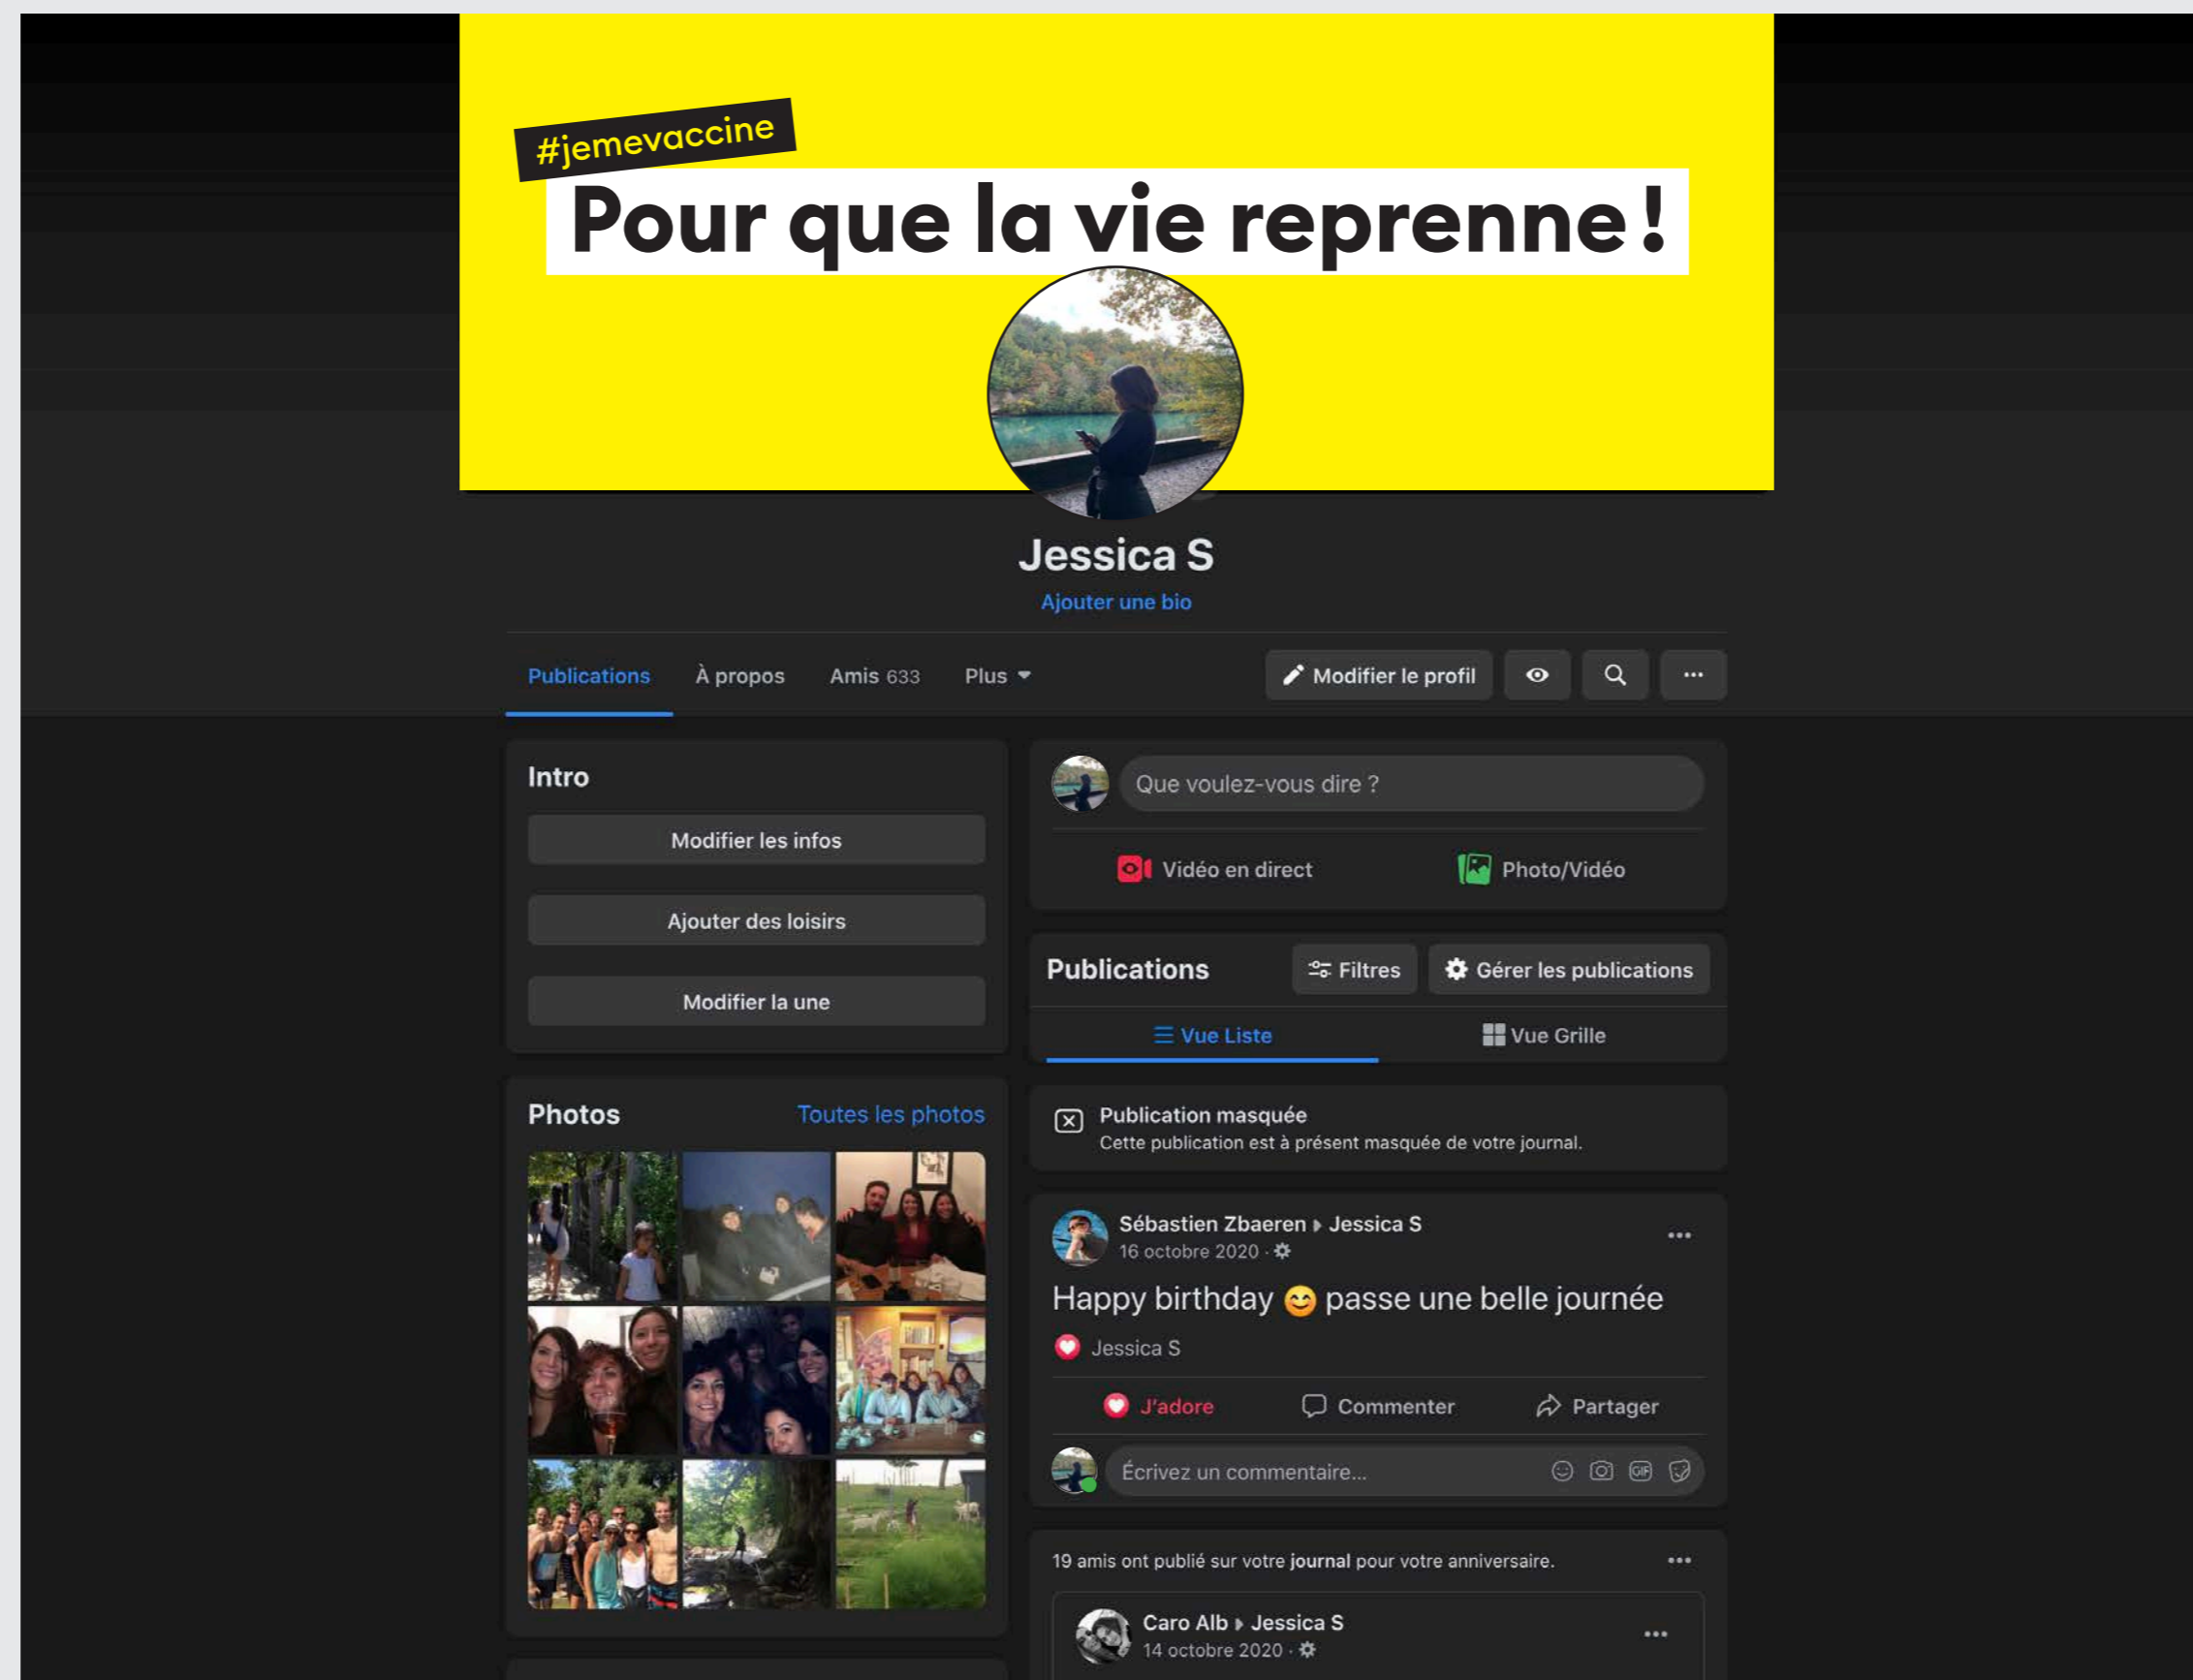 #jemevaccine
Pour que la vie reprenne !
Jessica S
Ajouter une bio
Publications À propos Amis 633 Plus Modifier le profil
Intro
Modifier les infos
Ajouter des loisirs
Modifier la une
Photos Toutes les photos
Que voulez-vous dire ?
Vidéo en direct Photo/Vidéo
Publications Filtres Gérer les publications
Vue Liste Vue Grille
Publication masquée
Cette publication est à présent masquée de votre journal.
Sébastien Zbaeren Jessica S
16 octobre 2020 ·
Happy birthday 😊 passe une belle journée
Jessica S
J'adore Commenter Partager
Écrivez un commentaire... GIF
19 amis ont publié sur votre journal pour votre anniversaire.
Caro Alb Jessica S
14 octobre 2020 ·